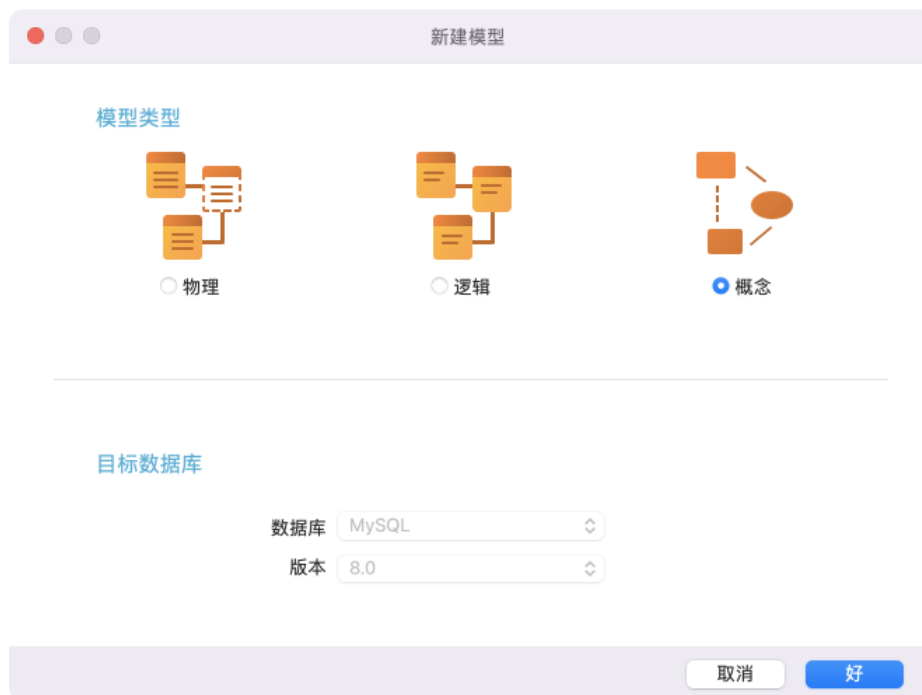 新建模型
模型类型
物理
逻辑
概念
目标数据库
数据库 MySQL
版本 8.0
取消 好